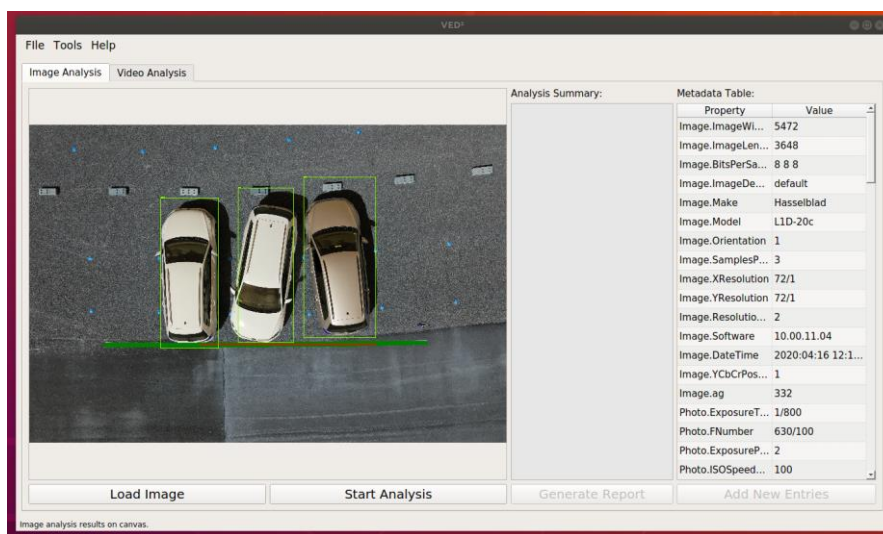 VED²
FIle Tools Help
Image Analysis Video Analysis
Analysis Summary: Metadata Table:
Property Value
Image.ImageWi... 5472
Image.ImageLen... 3648
Image.BitsPerSa... 8 8 8
Image.ImageDe... default
Image.Make Hasselblad
Image.Model L1D-20c
Image.Orientation 1
Image.SamplesP... 3
Image.XResolution 72/1
Image.YResolution 72/1
Image.Resolutio... 2
Image.Software 10.00.11.04
Image.DateTime 2020:04:16 12:1...
Image.YCbCrPos... 1
Image.ag 332
Photo.ExposureT... 1/800
Photo.FNumber 630/100
Photo.ExposureP... 2
Photo.ISOSpeed... 100
Load Image Start Analysis Generate Report Add New Entries
Image analysis results on canvas.